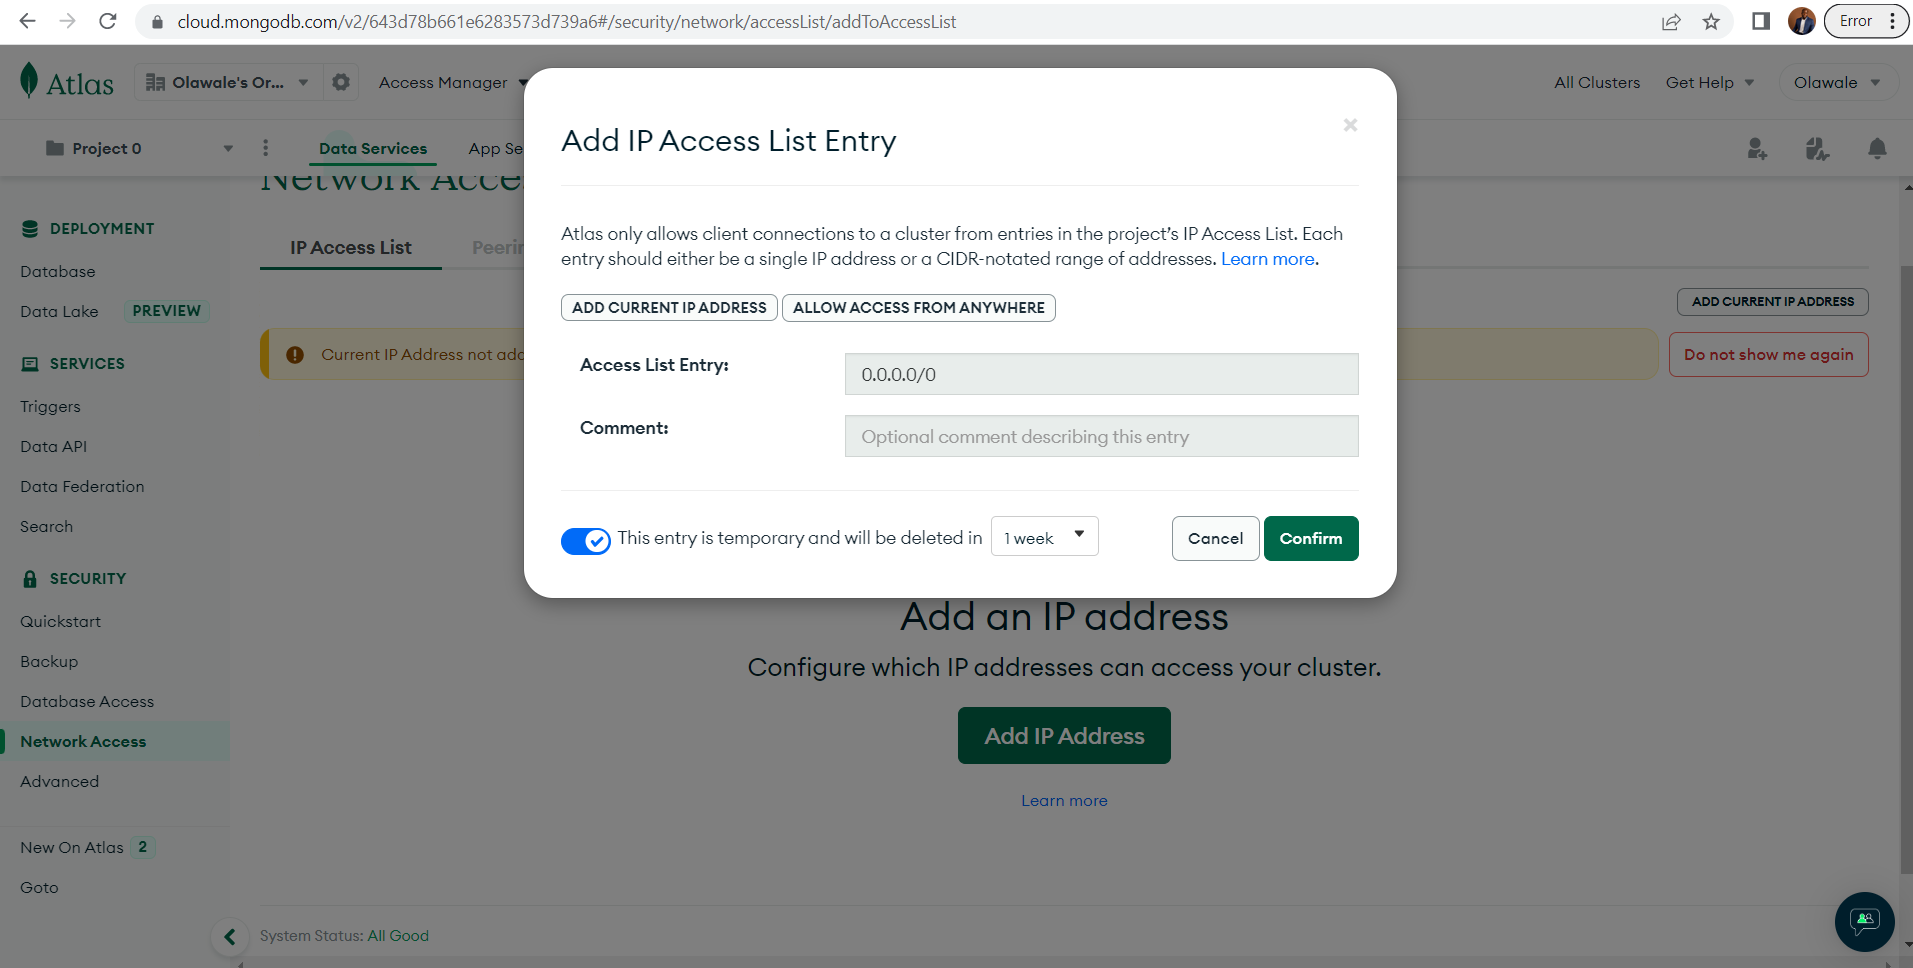 cloud.mongodb.com/v2/643d78b661e6283573d739a6#/security/network/accessList/addToAccessList
Error
Atlas
Olawale's Or...
Access Manager
All Clusters
Get Help
Olawale
Project 0
Data Services
App Se
Network Acce
IP Access List
Peerin
ADD CURRENT IP ADDRESS
Current IP Address not add
Do not show me again
DEPLOYMENT
Database
Data Lake
PREVIEW
SERVICES
Triggers
Data API
Data Federation
Search
SECURITY
Quickstart
Backup
Database Access
Network Access
Advanced
New On Atlas
2
Goto
Add IP Access List Entry
×
Atlas only allows client connections to a cluster from entries in the project’s IP Access List. Each
entry should either be a single IP address or a CIDR-notated range of addresses. Learn more.
ADD CURRENT IP ADDRESS
ALLOW ACCESS FROM ANYWHERE
Access List Entry:
0.0.0.0/0
Comment:
Optional comment describing this entry
This entry is temporary and will be deleted in
1 week
Cancel
Confirm
Add an IP address
Configure which IP addresses can access your cluster.
Add IP Address
Learn more
System Status: All Good